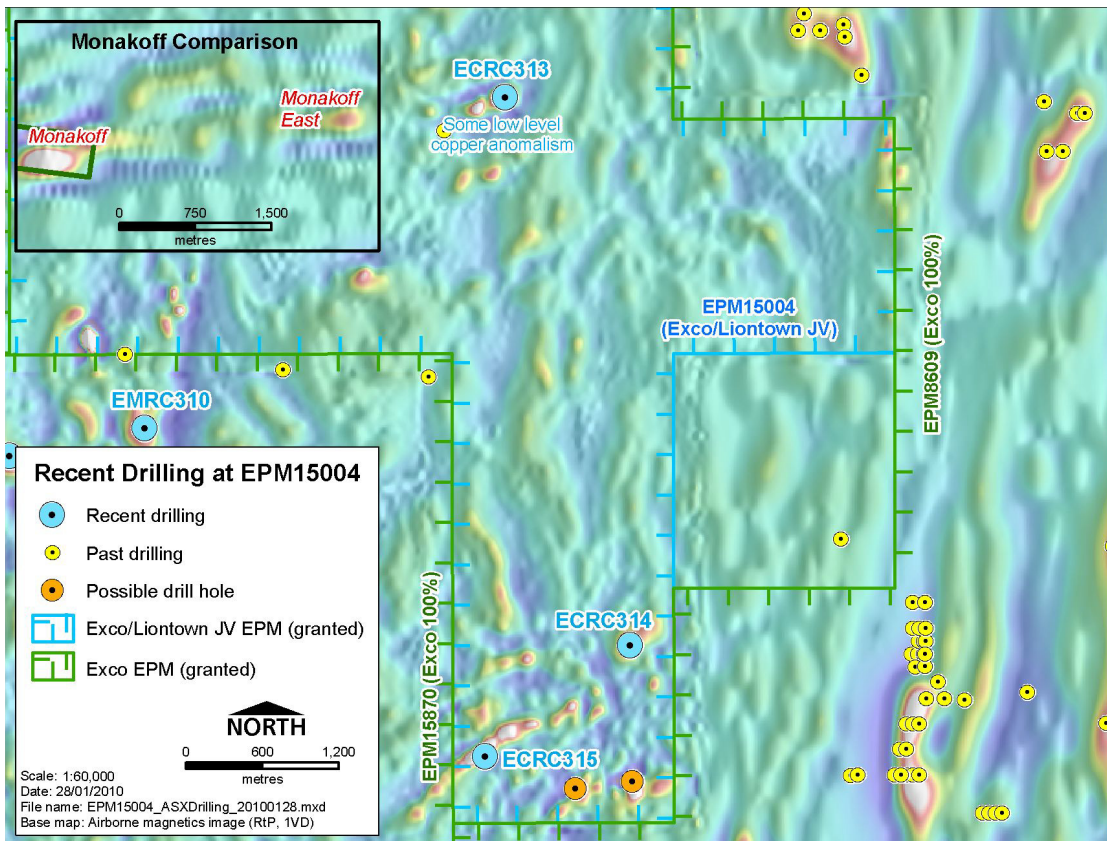 Monakoff Comparison
Monakoff
East
Monakoff
0 750 1,500
metres
ECRC313
Some low level
copper anomalism
EPM15004
(Exco/Liontown JV)
EPM8609 (Exco 100%)
EMRC310
EPM15870 (Exco 100%)
ECRC314
ECRC315
Recent Drilling at EPM15004
Recent drilling
Past drilling
Possible drill hole
Exco/Liontown JV EPM (granted)
Exco EPM (granted)
NORTH
0 600 1,200
metres
Scale: 1:60,000
Date: 28/01/2010
File name: EPM15004_ASXDrilling_20100128.mxd
Base map: Airborne magnetics image (RtP, 1VD)